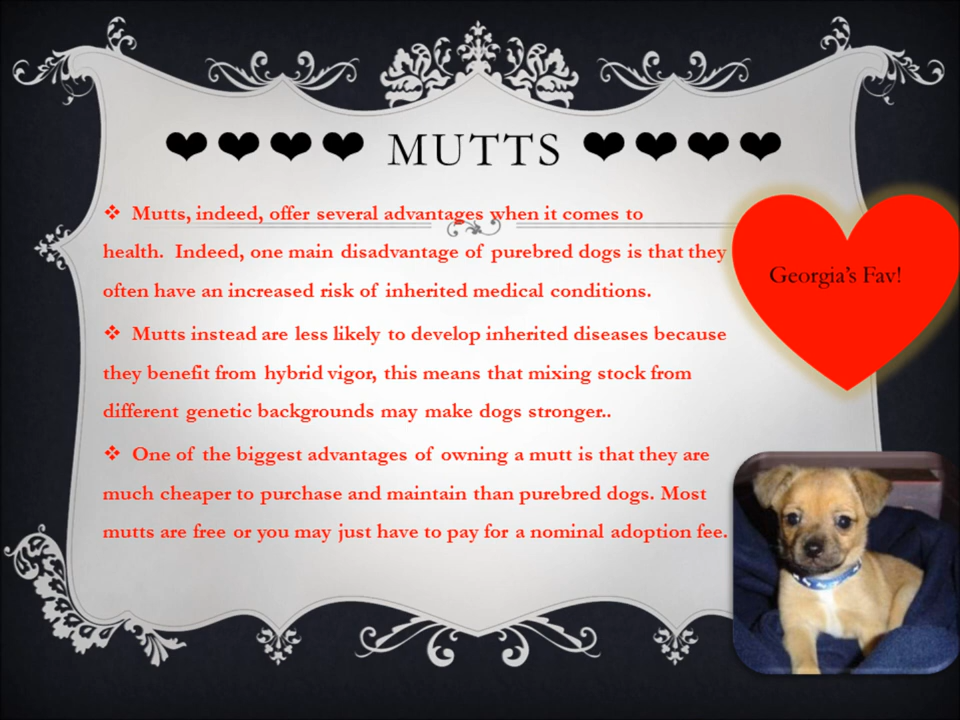 ❤❤❤❤ MUTTS ❤❤❤❤
❖ Mutts, indeed, offer several advantages when it comes to
health. Indeed, one main disadvantage of purebred dogs is that they
often have an increased risk of inherited medical conditions.
❖ Mutts instead are less likely to develop inherited diseases because
they benefit from hybrid vigor, this means that mixing stock from
different genetic backgrounds may make dogs stronger..
❖ One of the biggest advantages of owning a mutt is that they are
much cheaper to purchase and maintain than purebred dogs. Most
mutts are free or you may just have to pay for a nominal adoption fee.
Georgia’s Fav!